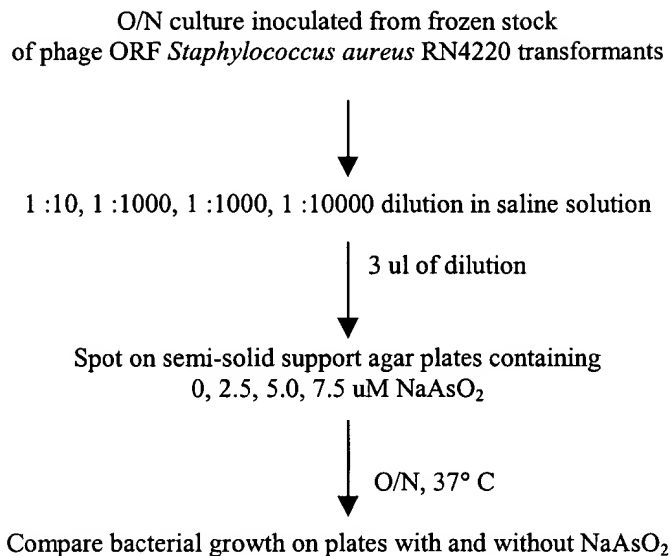 O/N culture inoculated from frozen stock
of phage ORF Staphylococcus aureus RN4220 transformants
1 :10, 1 :1000, 1 :1000, 1 :10000 dilution in saline solution
3 ul of dilution
Spot on semi-solid support agar plates containing
0, 2.5, 5.0, 7.5 uM NaAsO₂
O/N, 37° C
Compare bacterial growth on plates with and without NaAsO₂